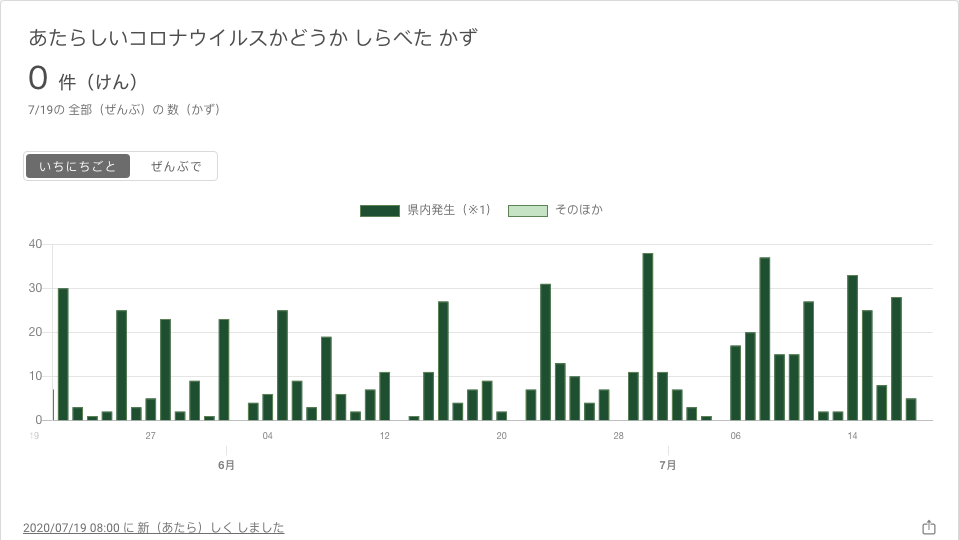 あたらしいコロナウイルスかどうか しらべた かず
0 件（けん）
7/19の 全部（ぜんぶ）の 数（かず）
いちにちごと ぜんぶで
県内発生（※1） そのほか
40
30
20
10
0
19 27 04 12 20 28 06 14
6月 7月
2020/07/19 08:00 に 新（あたら）しく しました